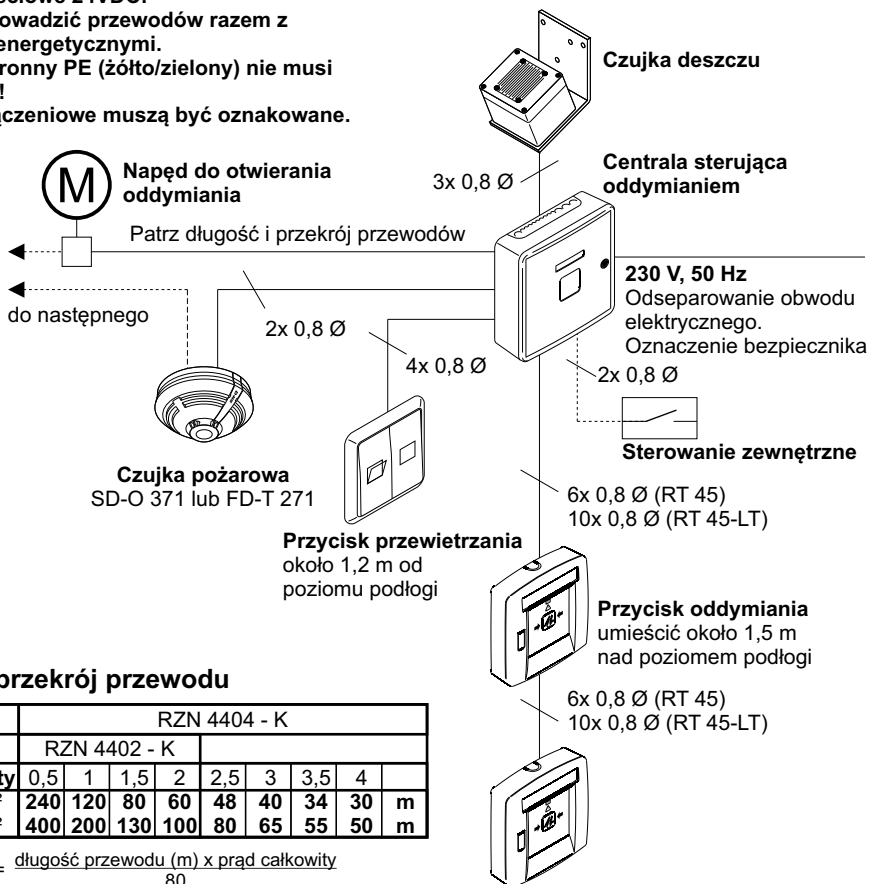 owadzić przewodów razem z
energetycznymi.
ronny PE (żółto/zielony) nie musi
!
czeniowe muszą być oznakowane.
Czujka deszczu
M
Napęd do otwierania
oddymiania
3x 0,8 Ø
Centrala sterująca
oddymianiem
Patrz długość i przekrój przewodów
230 V, 50 Hz
Odseparowanie obwodu
elektrycznego.
Oznaczenie bezpiecznika
do następnego
2x 0,8 Ø
4x 0,8 Ø
2x 0,8 Ø
Sterowanie zewnętrzne
Czujka pożarowa
SD-O 371 lub FD-T 271
6x 0,8 Ø (RT 45)
10x 0,8 Ø (RT 45-LT)
Przycisk przewietrzania
około 1,2 m od
poziomu podłogi
Przycisk oddymiania
umieścić około 1,5 m
nad poziomem podłogi
6x 0,8 Ø (RT 45)
10x 0,8 Ø (RT 45-LT)
przekrój przewodu
RZN 4404 - K
RZN 4402 - K
ty 0,5 1 1,5 2 2,5 3 3,5 4
² 240 120 80 60 48 40 34 30 m
² 400 200 130 100 80 65 55 50 m
= długość przewodu (m) x prąd całkowity
80